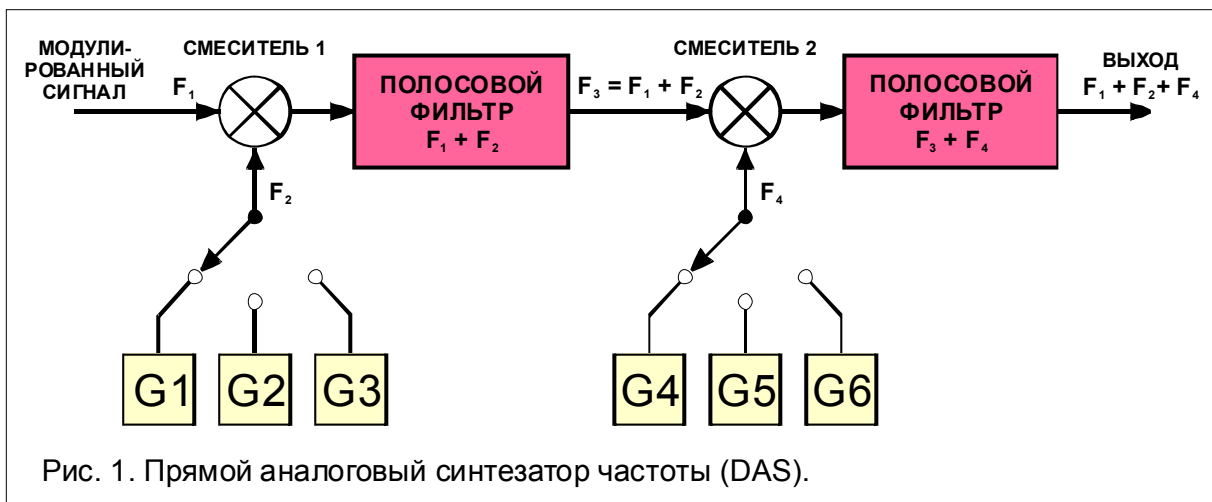 МОДУЛИ-
РОВАННЫЙ
СИГНАЛ
F₁
СМЕСИТЕЛЬ 1
F₂
ПОЛОСОВОЙ
ФИЛЬТР
F₁ + F₂
F₃ = F₁ + F₂
СМЕСИТЕЛЬ 2
F₄
ПОЛОСОВОЙ
ФИЛЬТР
F₃ + F₄
ВЫХОД
F₁ + F₂ + F₄
G1 G2 G3
G4 G5 G6
Рис. 1. Прямой аналоговый синтезатор частоты (DAS).